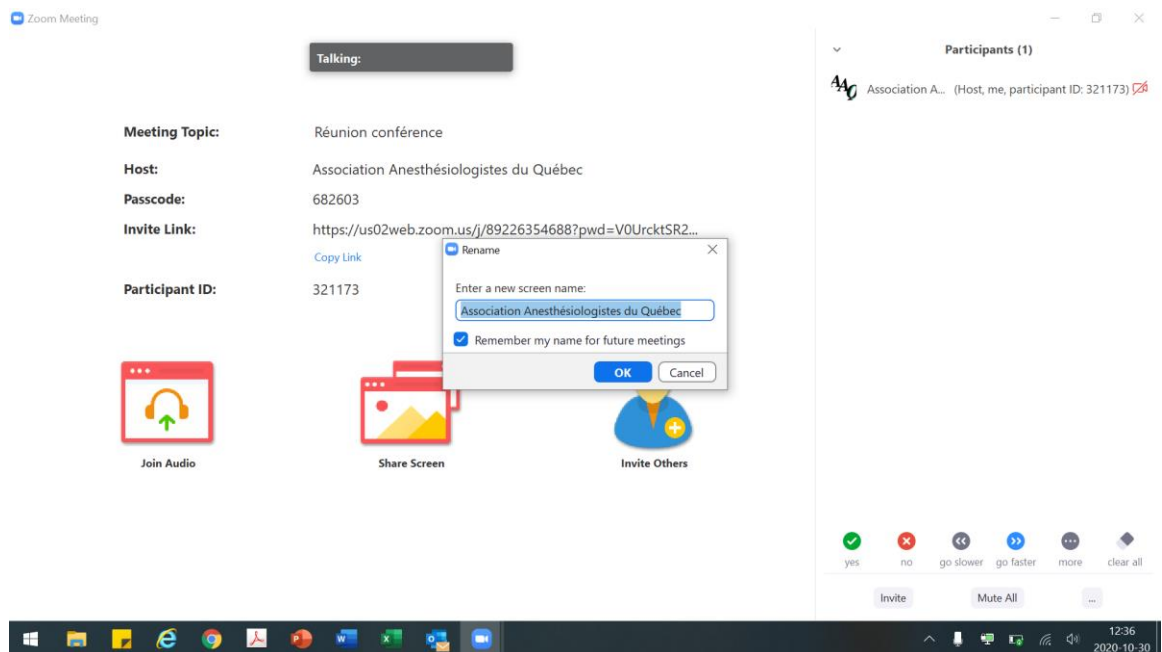 Zoom Meeting
Talking:
Meeting Topic: Réunion conférence
Host: Association Anesthésiologistes du Québec
Passcode: 682603
Invite Link: https://us02web.zoom.us/j/89226354688?pwd=V0UrcktSR2...
Copy Link
Participant ID: 321173
Rename
Enter a new screen name:
Association Anesthésiologistes du Québec
Remember my name for future meetings
OK Cancel
Join Audio Share Screen Invite Others
Participants (1)
AAQ Association A... (Host, me, participant ID: 321173)
yes no go slower go faster more clear all
Invite Mute All ...
12:36
2020-10-30